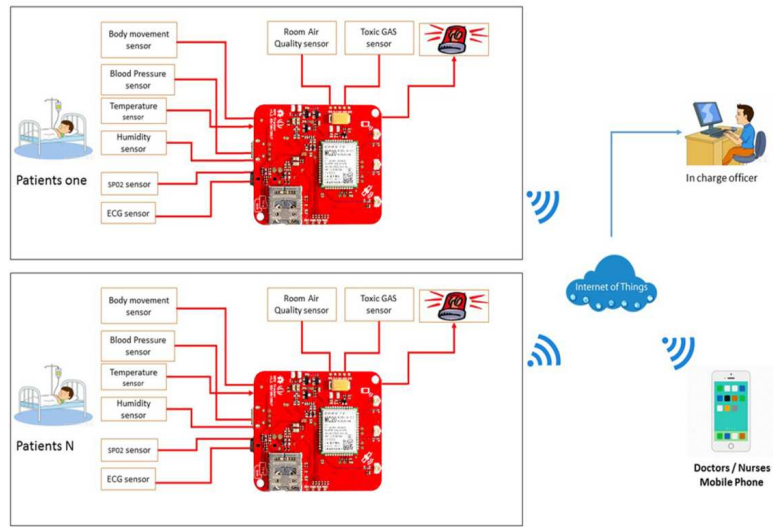 Body movement
sensor
Blood Pressure
sensor
Temperature
sensor
Humidity
sensor
SPO2 sensor
ECG sensor
Room Air
Quality sensor
Toxic GAS
sensor
Patients one
Body movement
sensor
Blood Pressure
sensor
Temperature
sensor
Humidity
sensor
SPO2 sensor
ECG sensor
Room Air
Quality sensor
Toxic GAS
sensor
Patients N
In charge officer
Internet of Things
Doctors / Nurses
Mobile Phone